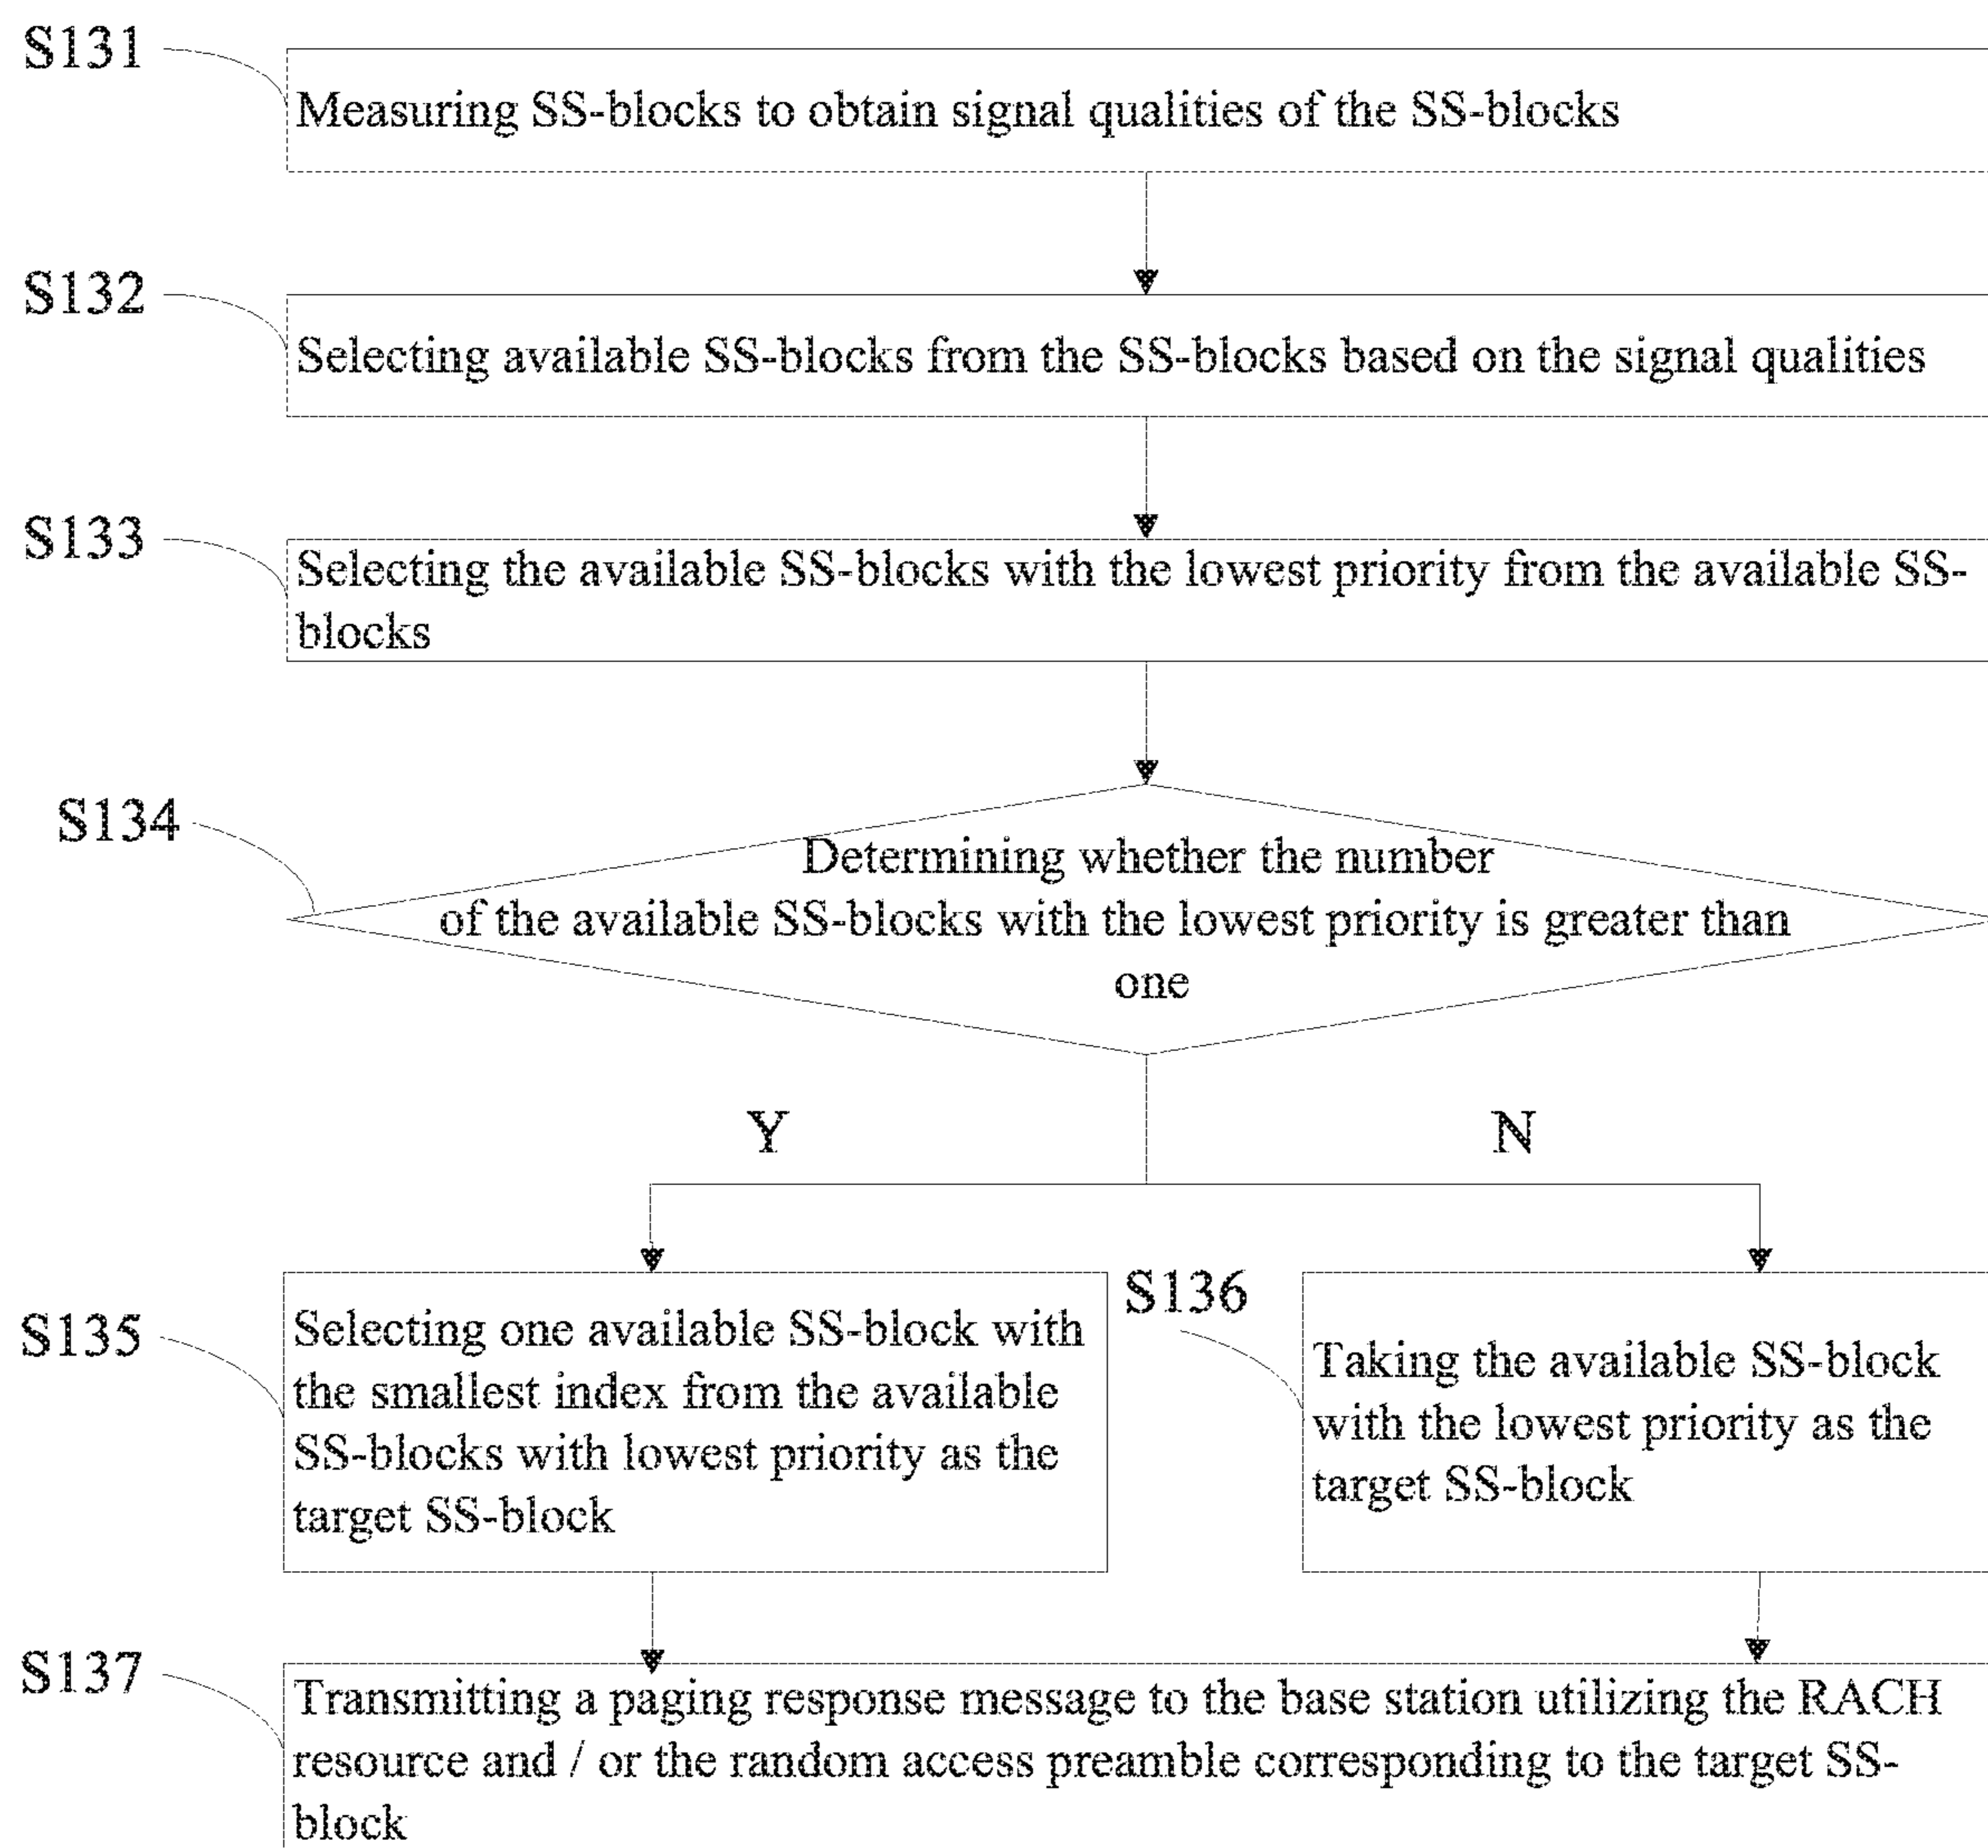 S131
Measuring SS-blocks to obtain signal qualities of the SS-blocks
S132
Selecting available SS-blocks from the SS-blocks based on the signal qualities
S133
Selecting the available SS-blocks with the lowest priority from the available SS-
blocks
S134
Determining whether the number
of the available SS-blocks with the lowest priority is greater than
one
Y
N
S135
Selecting one available SS-block with
the smallest index from the available
SS-blocks with lowest priority as the
target SS-block
S136
Taking the available SS-block
with the lowest priority as the
target SS-block
S137
Transmitting a paging response message to the base station utilizing the RACH
resource and / or the random access preamble corresponding to the target SS-
block